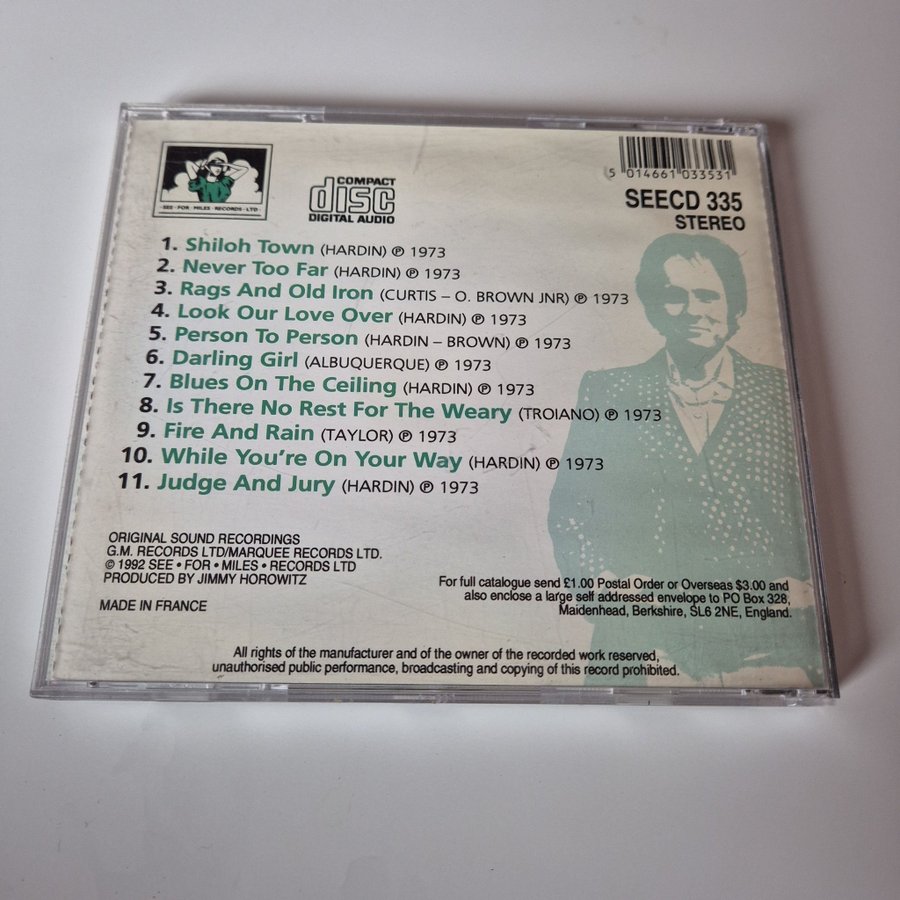 SEE · FOR · MILES · RECORDS · LTD
COMPACT
disc
DIGITAL AUDIO
5 014661 033531
SEECD 335
STEREO
1. Shiloh Town (HARDIN) ℗ 1973
2. Never Too Far (HARDIN) ℗ 1973
3. Rags And Old Iron (CURTIS – O. BROWN JNR) ℗ 1973
4. Look Our Love Over (HARDIN) ℗ 1973
5. Person To Person (HARDIN – BROWN) ℗ 1973
6. Darling Girl (ALBUQUERQUE) ℗ 1973
7. Blues On The Ceiling (HARDIN) ℗ 1973
8. Is There No Rest For The Weary (TROIANO) ℗ 1973
9. Fire And Rain (TAYLOR) ℗ 1973
10. While You're On Your Way (HARDIN) ℗ 1973
11. Judge And Jury (HARDIN) ℗ 1973
ORIGINAL SOUND RECORDINGS
G.M. RECORDS LTD/MARQUEE RECORDS LTD.
© 1992 SEE • FOR • MILES • RECORDS LTD
PRODUCED BY JIMMY HOROWITZ
MADE IN FRANCE
For full catalogue send £1.00 Postal Order or Overseas $3.00 and
also enclose a large self addressed envelope to PO Box 328,
Maidenhead, Berkshire, SL6 2NE, England.
All rights of the manufacturer and of the owner of the recorded work reserved,
unauthorised public performance, broadcasting and copying of this record prohibited.